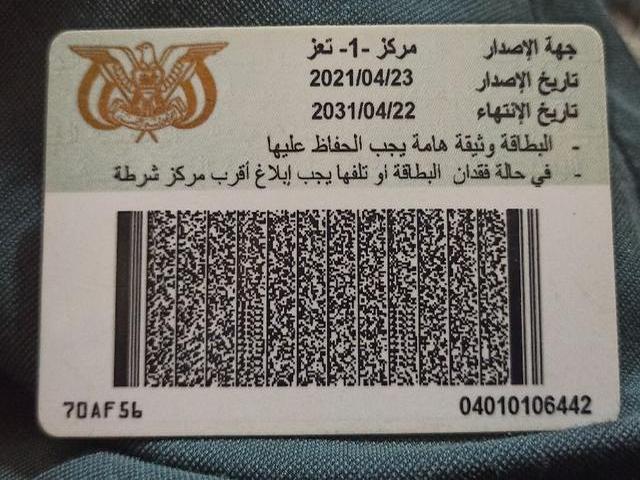 جهة الإصدار مركز -1- تعز
تاريخ الإصدار 2021/04/23
تاريخ الإنتهاء 2031/04/22
- البطاقة وثيقة هامة يجب الحفاظ عليها
- في حالة فقدان البطاقة او تلفها يجب إبلاغ أقرب مركز شرطة
04010106442
70AF56